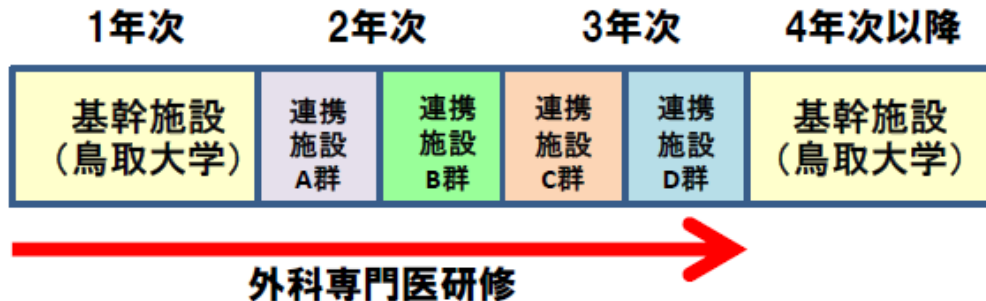 1年次 2年次 3年次 4年次以降
基幹施設
（鳥取大学）
連携
施設
A群
連携
施設
B群
連携
施設
C群
連携
施設
D群
基幹施設
（鳥取大学）
外科専門医研修